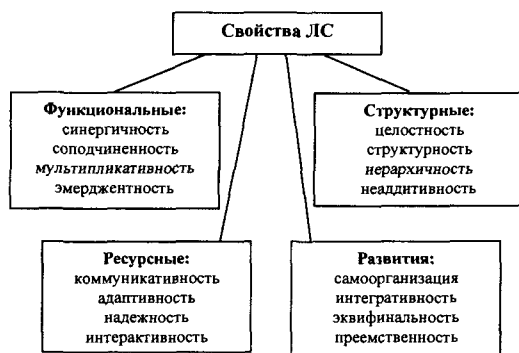 Свойства ЛС
Функциональные:
синергичность
соподчиненность
мультипликативность
эмерджентность
Структурные:
целостность
структурность
иерархичность
неаддитивность
Ресурсные:
коммуникативность
адаптивность
надежность
интерактивность
Развития:
самоорганизация
интегративность
эквифинальность
преемственность